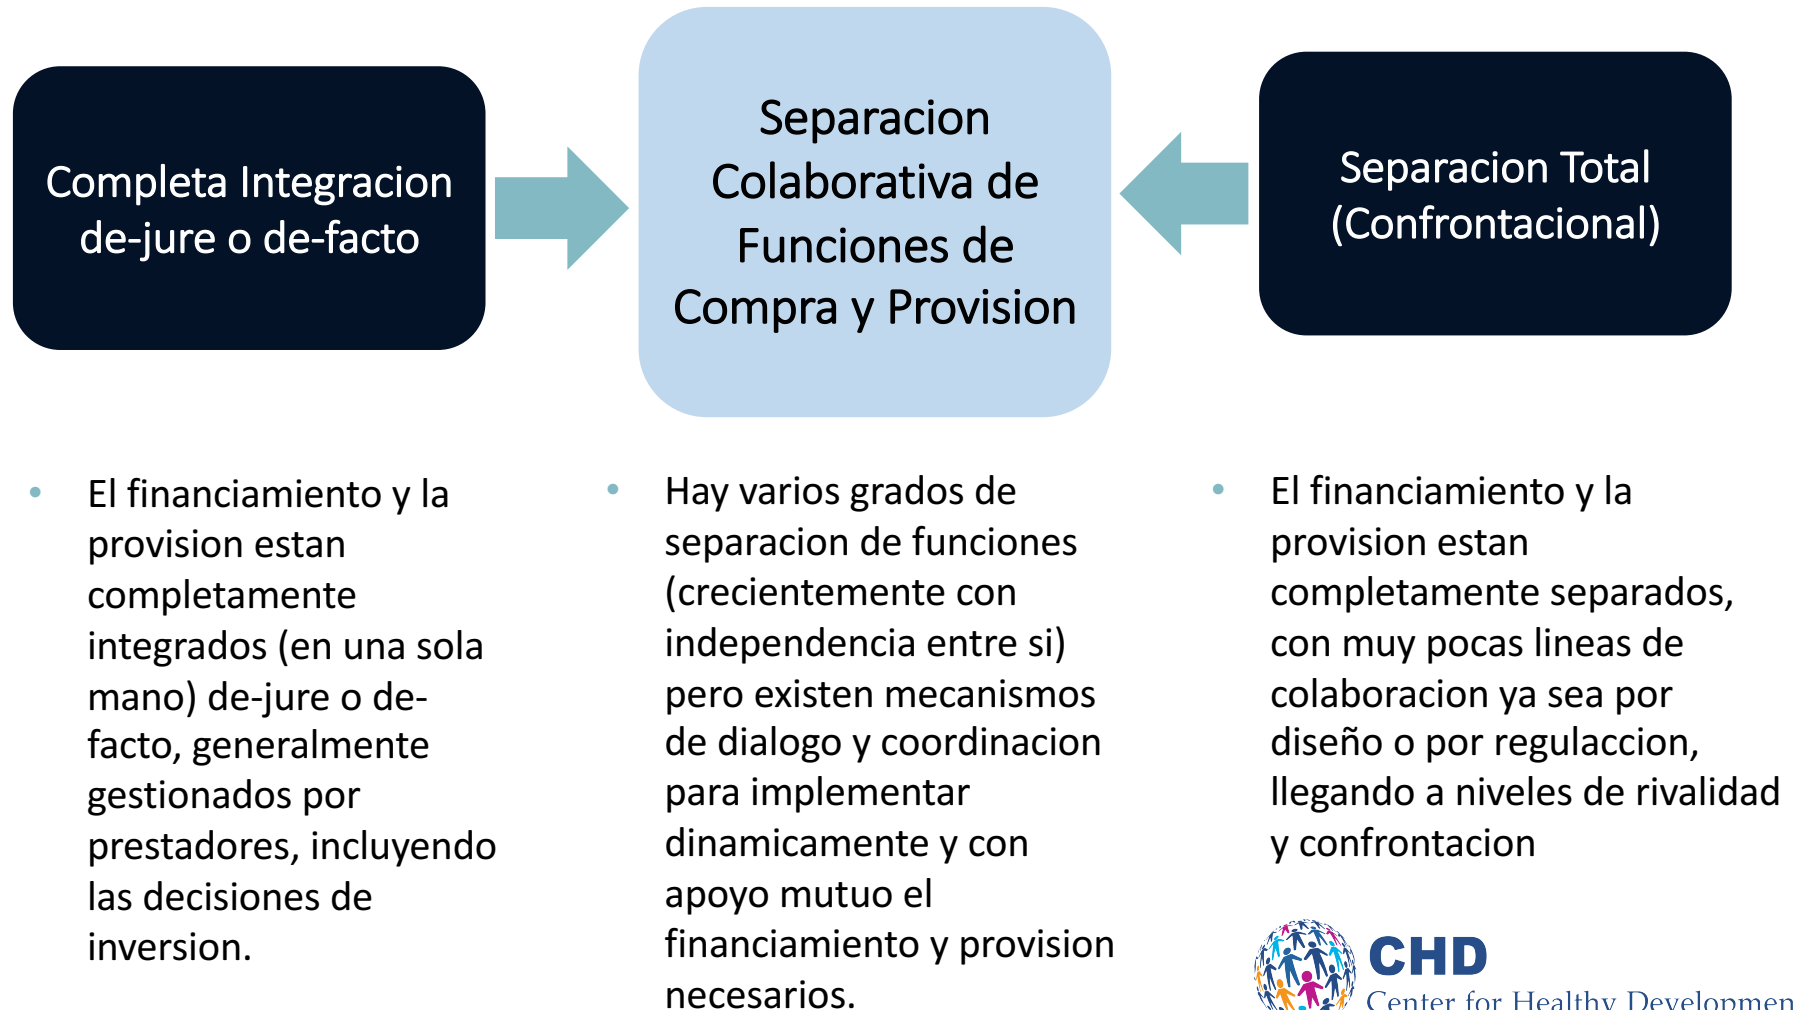 Completa Integracion
de-jure o de-facto
Separacion
Colaborativa de
Funciones de
Compra y Provision
Separacion Total
(Confrontacional)
• El financiamiento y la
provision estan
completamente
integrados (en una sola
mano) de-jure o de-
facto, generalmente
gestionados por
prestadores, incluyendo
las decisiones de
inversion.
• Hay varios grados de
separacion de funciones
(crecientemente con
independencia entre si)
pero existen mecanismos
de dialogo y coordinacion
para implementar
dinamicamente y con
apoyo mutuo el
financiamiento y provision
necesarios.
• El financiamiento y la
provision estan
completamente separados,
con muy pocas lineas de
colaboracion ya sea por
diseño o por regulaccion,
llegando a niveles de rivalidad
y confrontacion
CHD
Center for Healthy Developmen